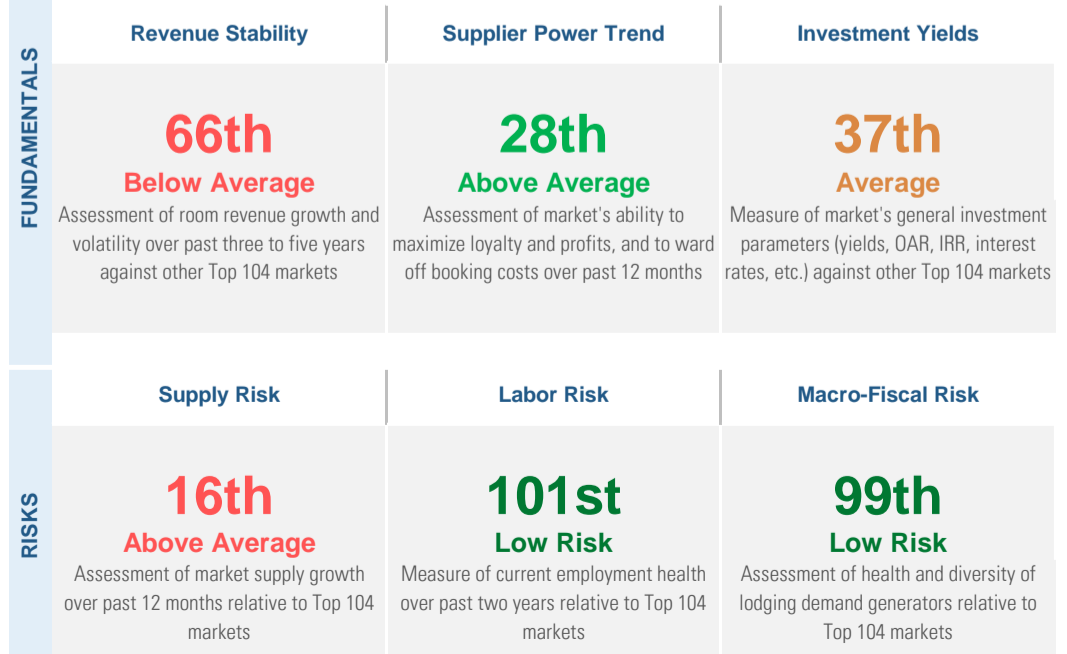 FUNDAMENTALS
Revenue Stability
66th
Below Average
Assessment of room revenue growth and
volatility over past three to five years
against other Top 104 markets
Supplier Power Trend
28th
Above Average
Assessment of market's ability to
maximize loyalty and profits, and to ward
off booking costs over past 12 months
Investment Yields
37th
Average
Measure of market's general investment
parameters (yields, OAR, IRR, interest
rates, etc.) against other Top 104 markets
RISKS
Supply Risk
16th
Above Average
Assessment of market supply growth
over past 12 months relative to Top 104
markets
Labor Risk
101st
Low Risk
Measure of current employment health
over past two years relative to Top 104
markets
Macro-Fiscal Risk
99th
Low Risk
Assessment of health and diversity of
lodging demand generators relative to
Top 104 markets